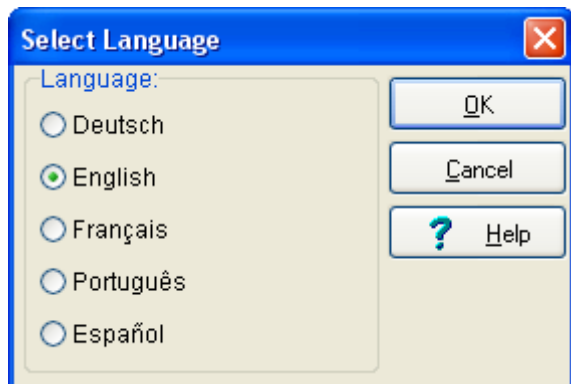 Select Language
Language:
Deutsch
English
Français
Português
Español
OK
Cancel
? Help